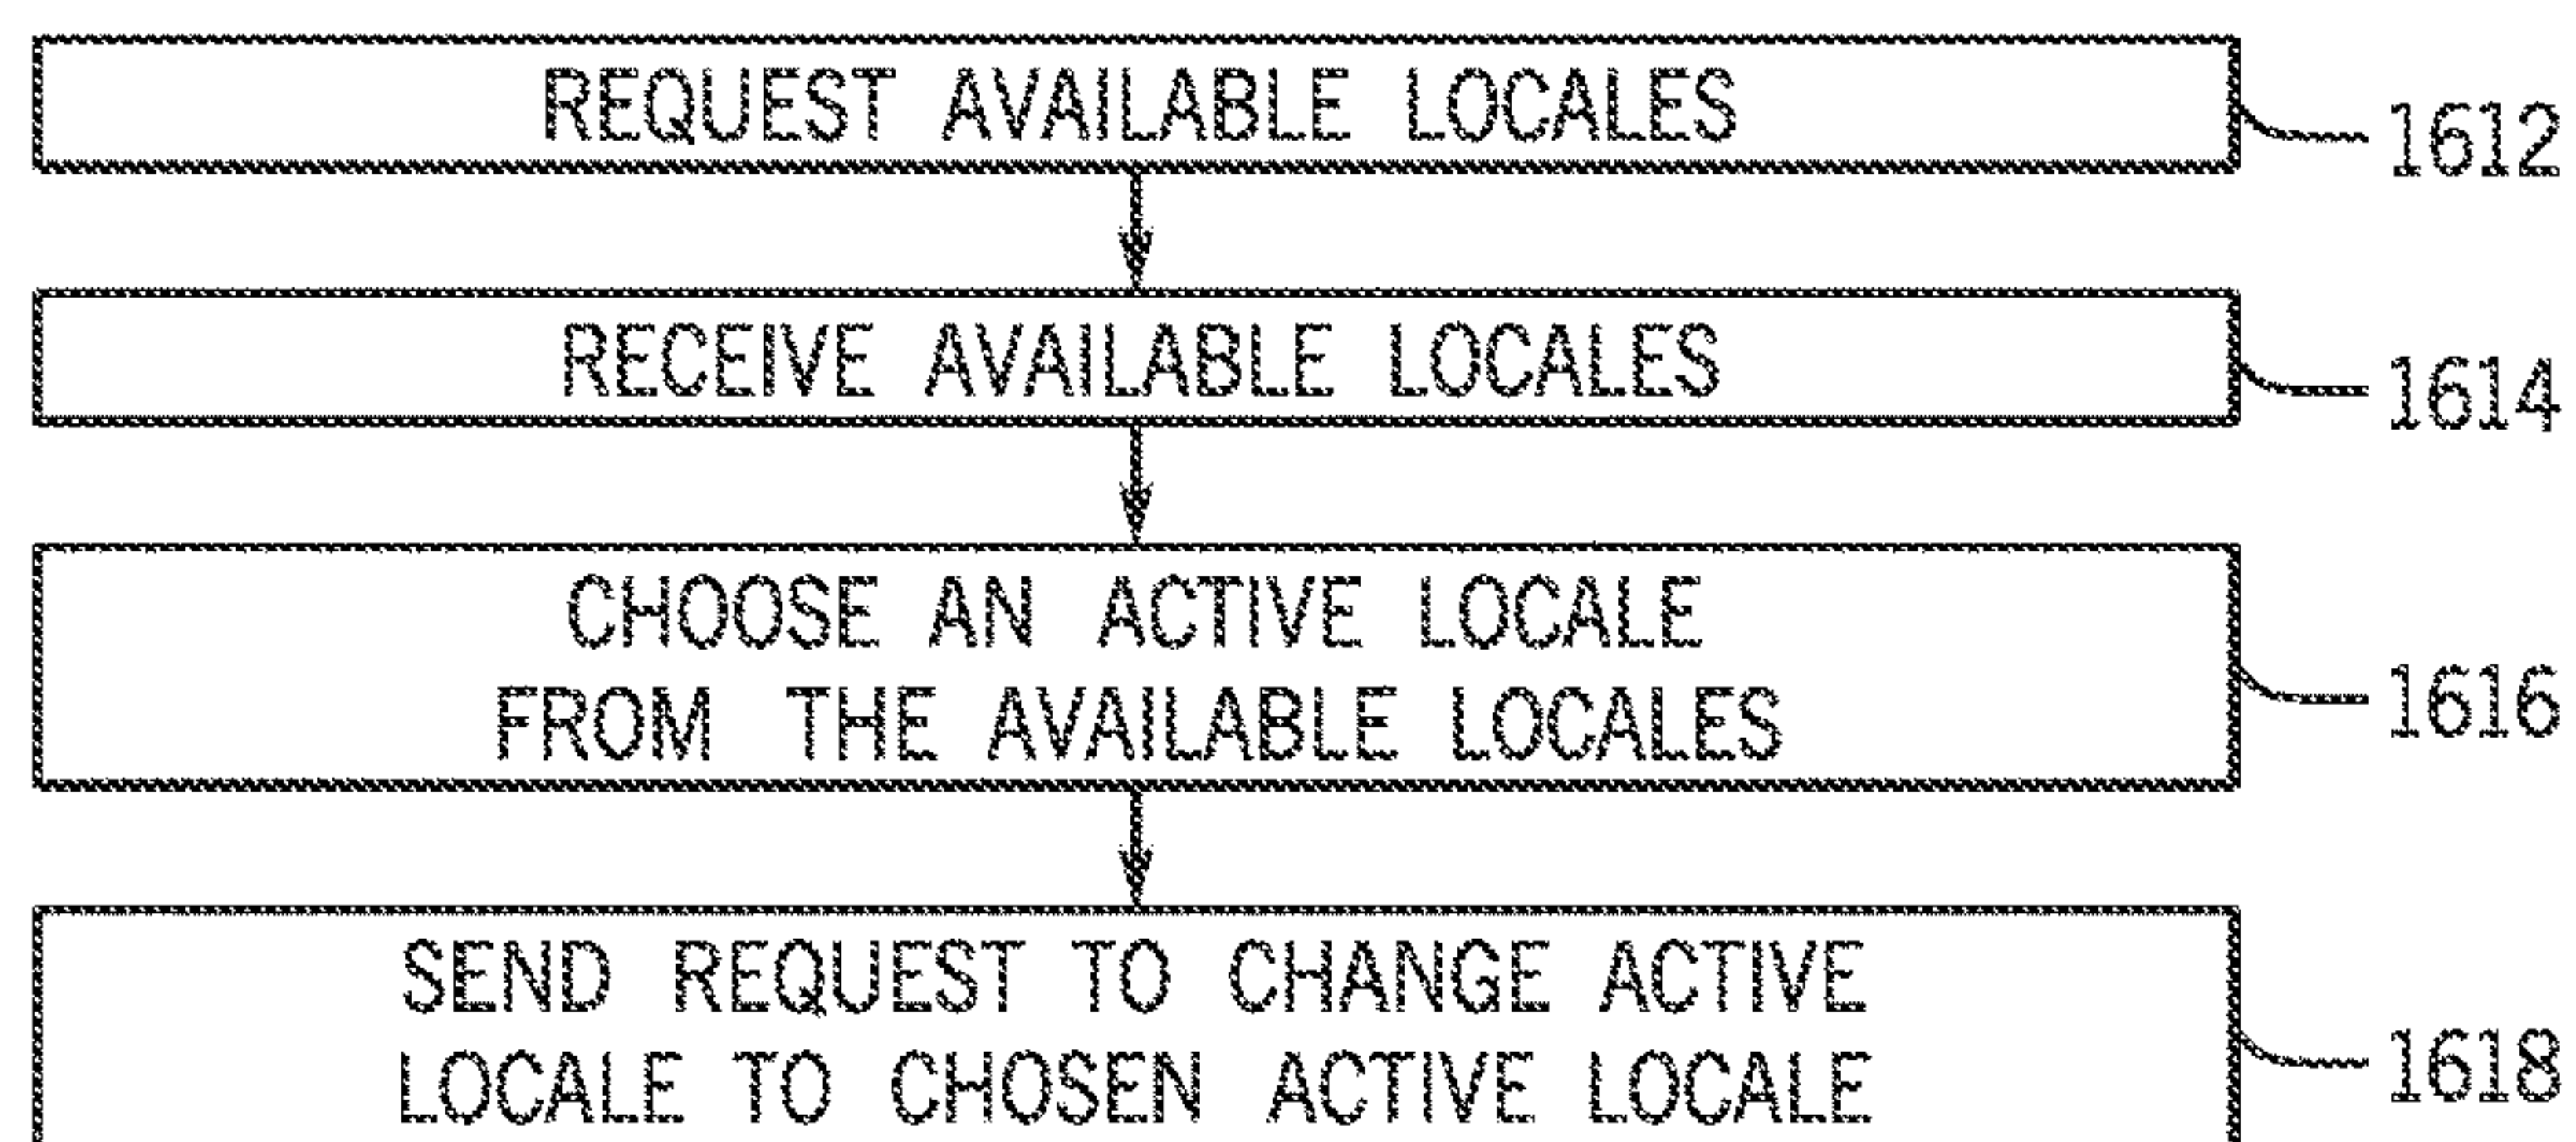 REQUEST AVAILABLE LOCALES
1612
RECEIVE AVAILABLE LOCALES
1614
CHOOSE AN ACTIVE LOCALE
FROM THE AVAILABLE LOCALES
1616
SEND REQUEST TO CHANGE ACTIVE
LOCALE TO CHOSEN ACTIVE LOCALE
1618